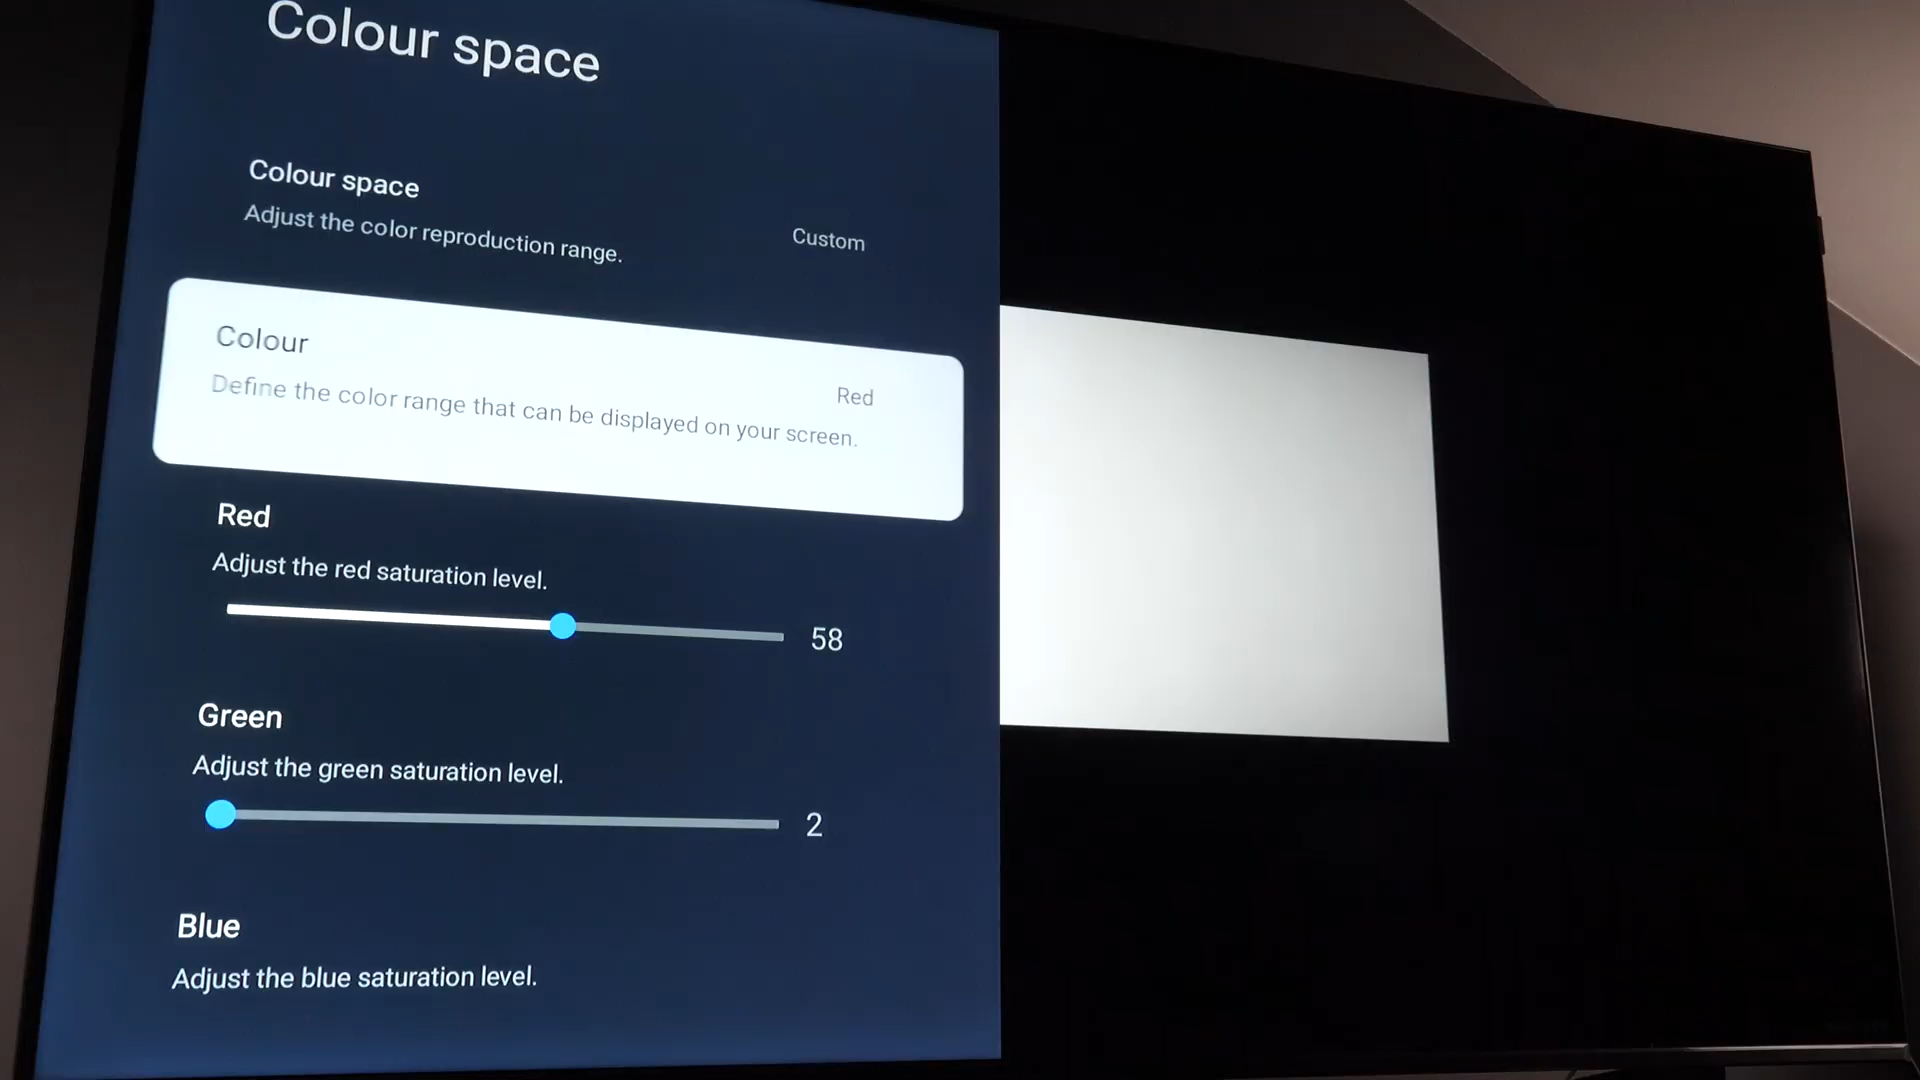 Colour space
Colour space
Adjust the color reproduction range.
Custom
Colour
Define the color range that can be displayed on your screen.
Red
Red
Adjust the red saturation level.
58
Green
Adjust the green saturation level.
2
Blue
Adjust the blue saturation level.